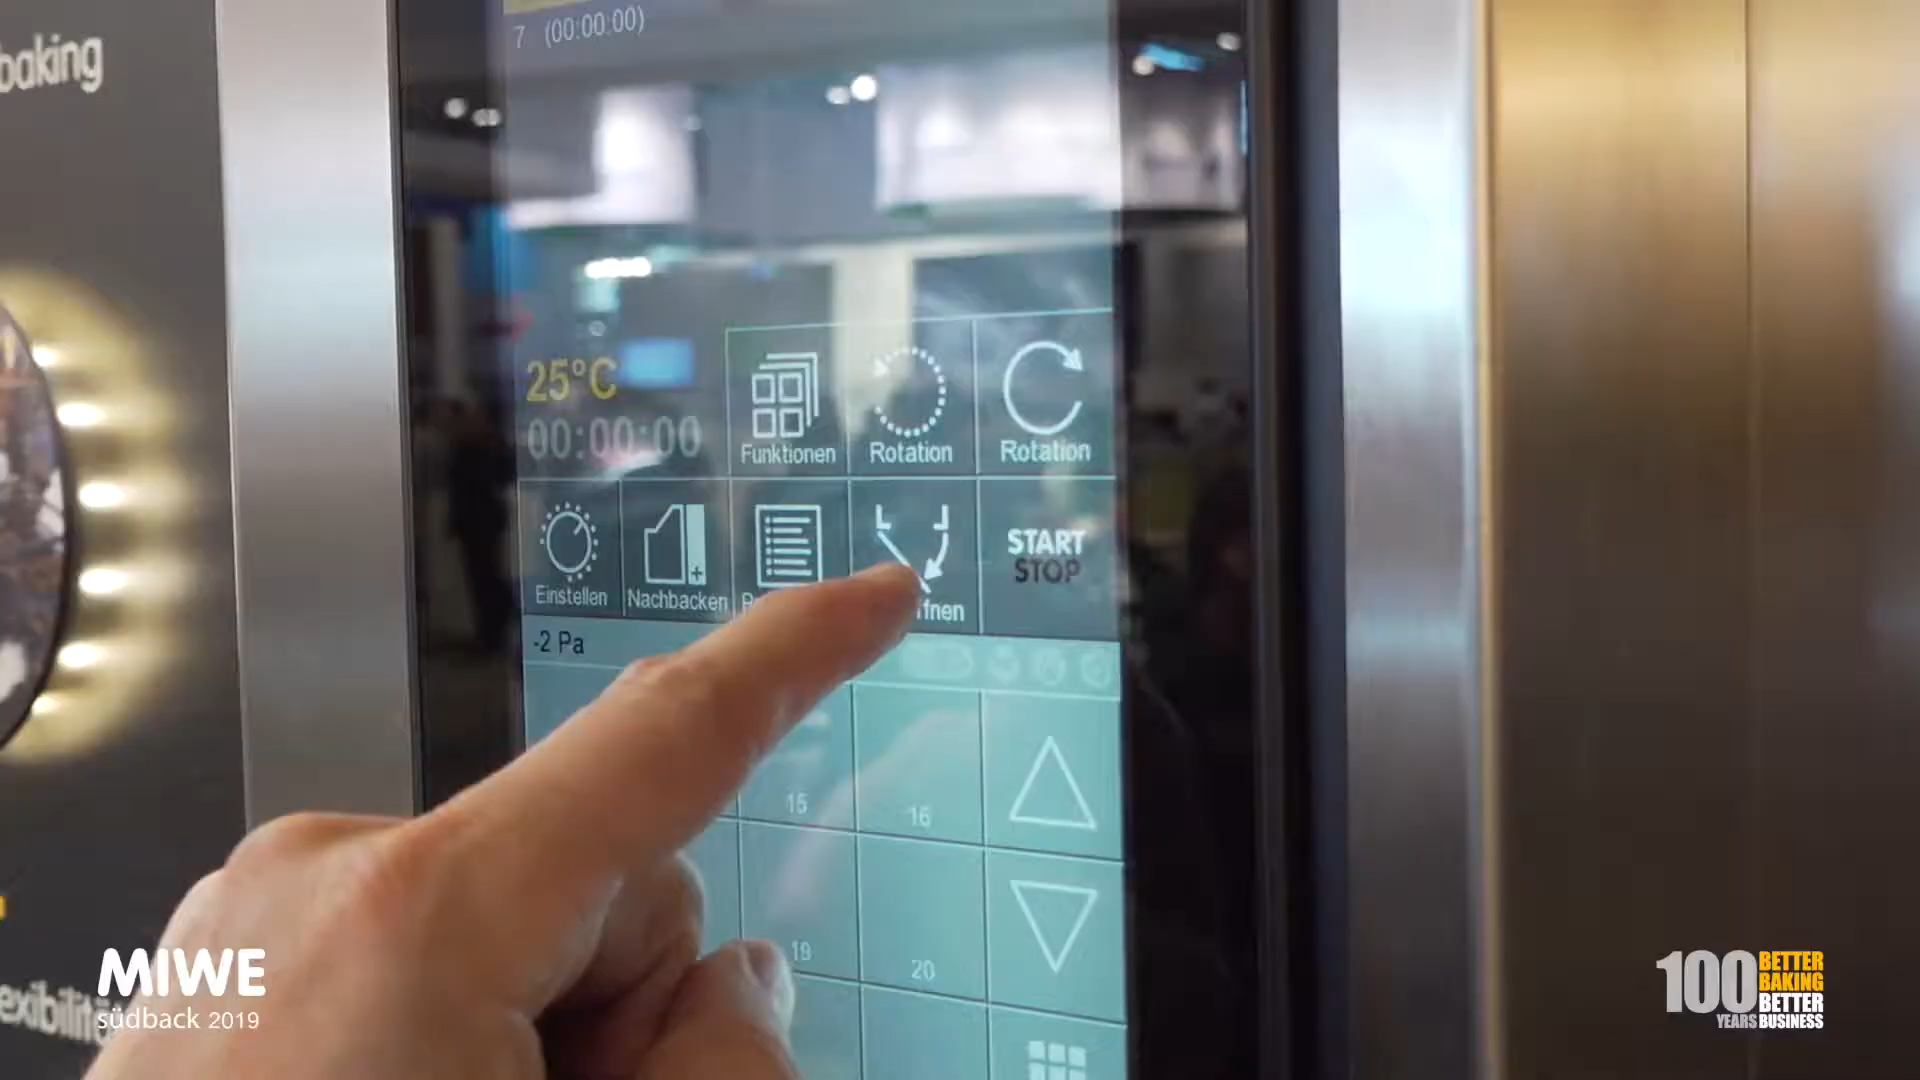 baking
7 (00:00:00)
25°C
00:00:00
Funktionen
Rotation
Rotation
Einstellen
Nachbacken
START
STOP
-2 Pa
15
16
19
20
MIWE
südback 2019
100
YEARS
BETTER
BAKING
BETTER
BUSINESS